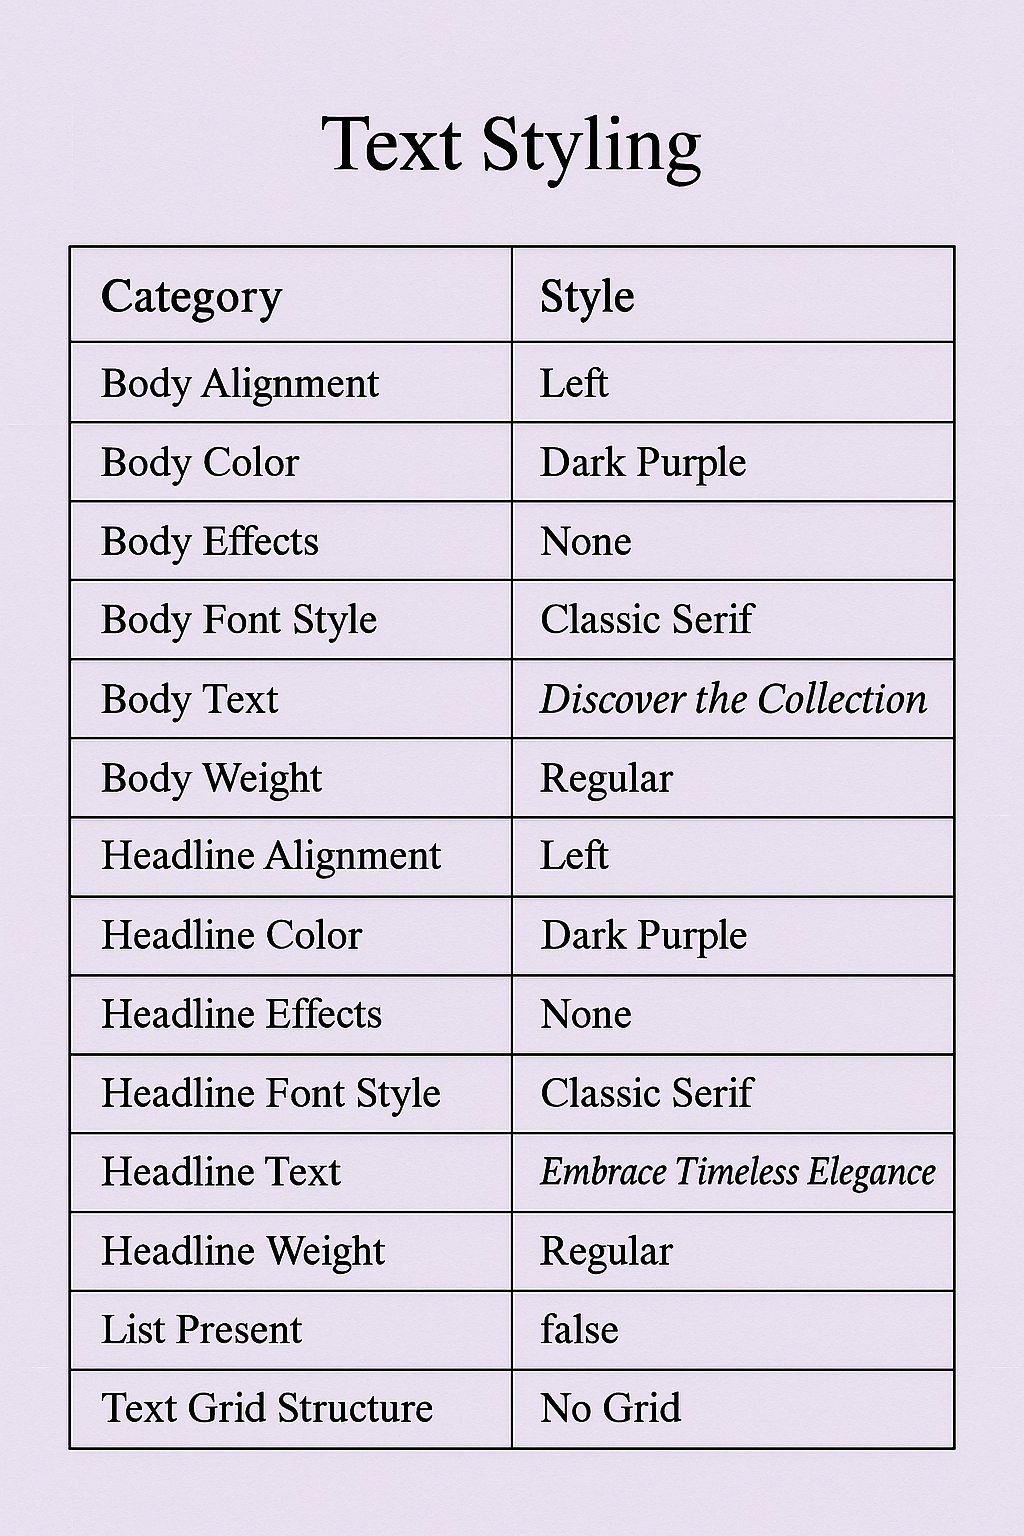 Text Styling
Category Style
Body Alignment Left
Body Color Dark Purple
Body Effects None
Body Font Style Classic Serif
Body Text Discover the Collection
Body Weight Regular
Headline Alignment Left
Headline Color Dark Purple
Headline Effects None
Headline Font Style Classic Serif
Headline Text Embrace Timeless Elegance
Headline Weight Regular
List Present false
Text Grid Structure No Grid